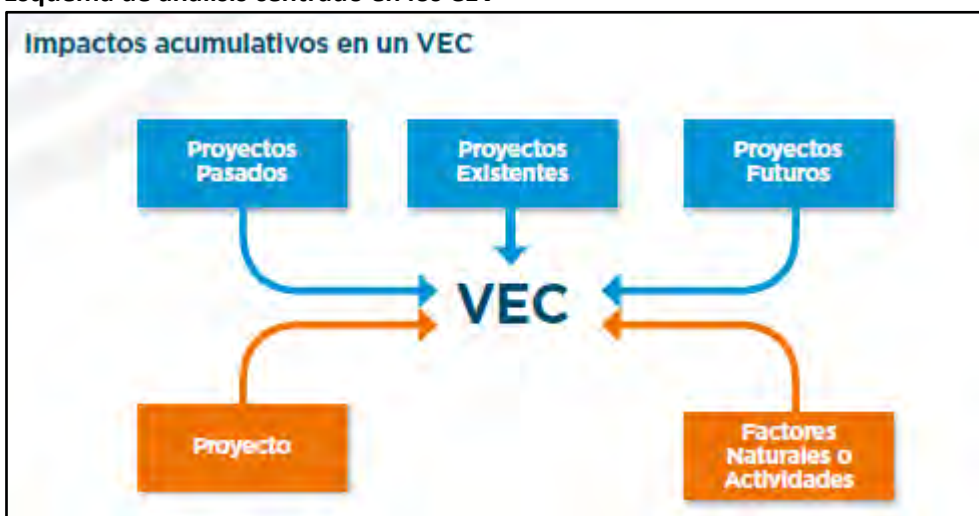 Impactos acumulativos en un VEC
Proyectos
Pasados
Proyectos
Existentes
Proyectos
Futuros
VEC
Proyecto
Factores
Naturales o
Actividades